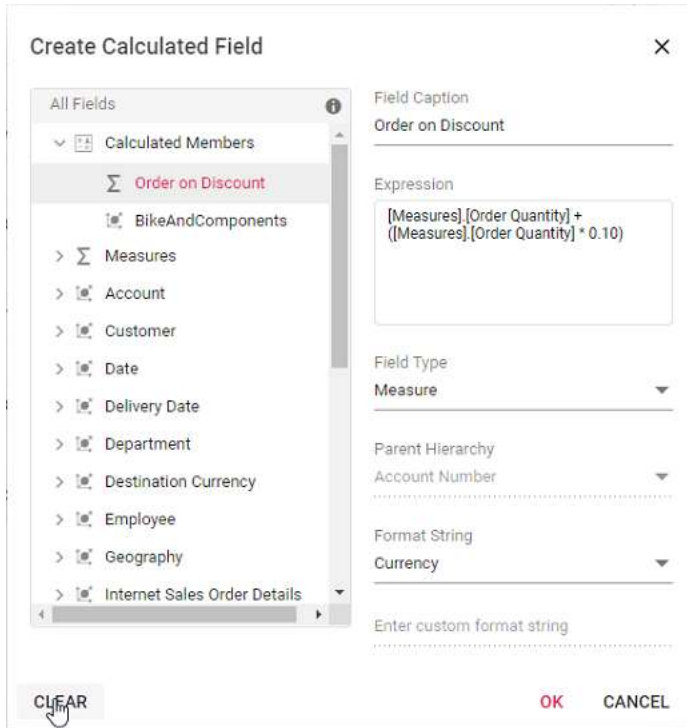 Create Calculated Field
All Fields
Calculated Members
Order on Discount
BikeAndComponents
Measures
Account
Customer
Date
Delivery Date
Department
Destination Currency
Employee
Geography
Internet Sales Order Details
Field Caption
Order on Discount
Expression
[Measures].[Order Quantity] +
([Measures].[Order Quantity] * 0.10)
Field Type
Measure
Parent Hierarchy
Account Number
Format String
Currency
Enter custom format string
CLEAR
OK
CANCEL